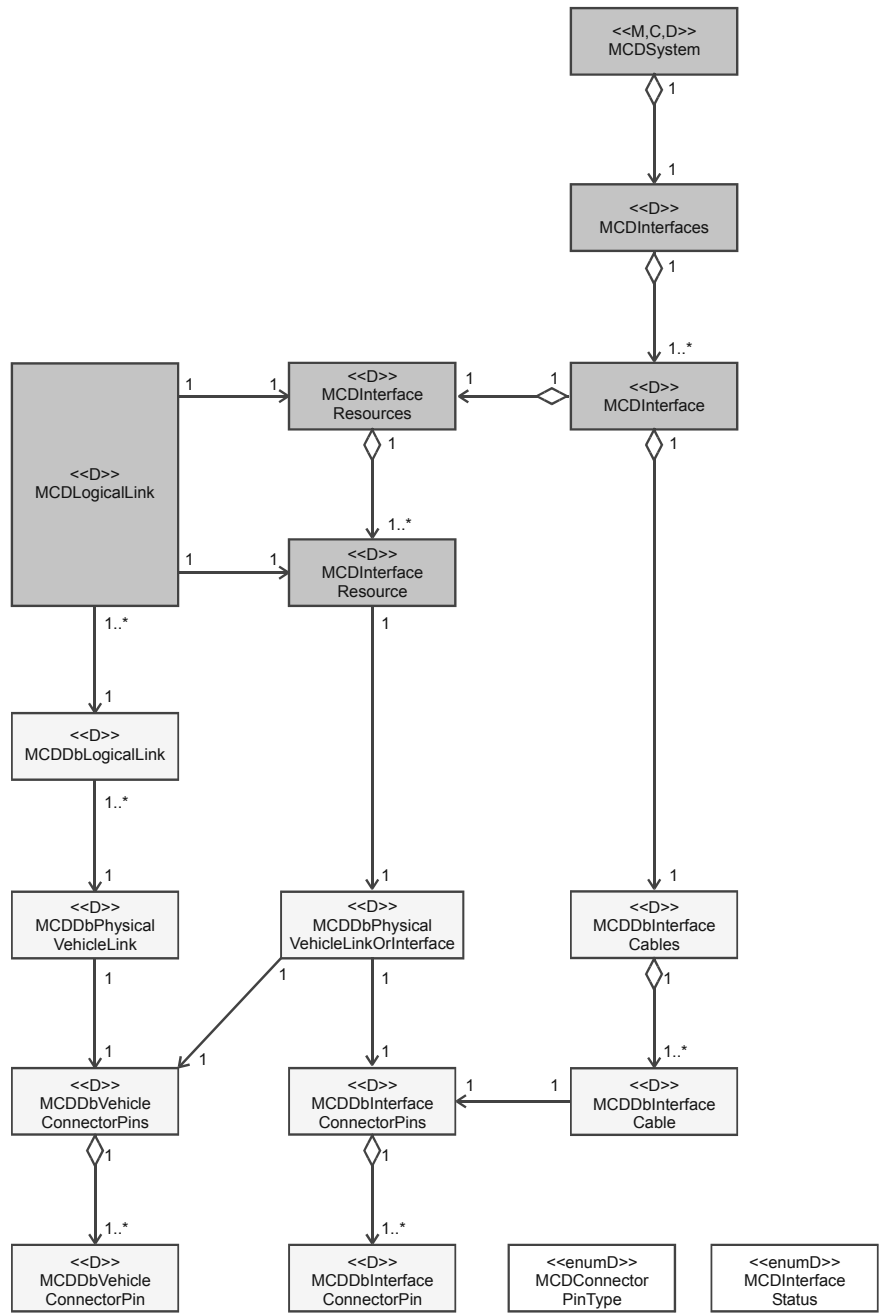 <<M,C,D>>
MCDSystem
1
1
<<D>>
MCDInterfaces
1
1..*
<<D>>
MCDLogicalLink
1
1
<<D>>
MCDInterface
Resources
1
1
<<D>>
MCDInterface
1
1
1..*
1
1
<<D>>
MCDInterface
Resource
1..*
1
1
<<D>>
MCDDbLogicalLink
1..*
1
1
1
<<D>>
MCDDbPhysical
VehicleLink
<<D>>
MCDDbPhysical
VehicleLinkOrInterface
<<D>>
MCDDbInterface
Cables
1
1
1
1
1
1
1
1..*
<<D>>
MCDDbVehicle
ConnectorPins
<<D>>
MCDDbInterface
ConnectorPins
1
1
<<D>>
MCDDbInterface
Cable
1
1
1..*
1..*
<<D>>
MCDDbVehicle
ConnectorPin
<<D>>
MCDDbInterface
ConnectorPin
<<enumD>>
MCDConnector
PinType
<<enumD>>
MCDInterface
Status